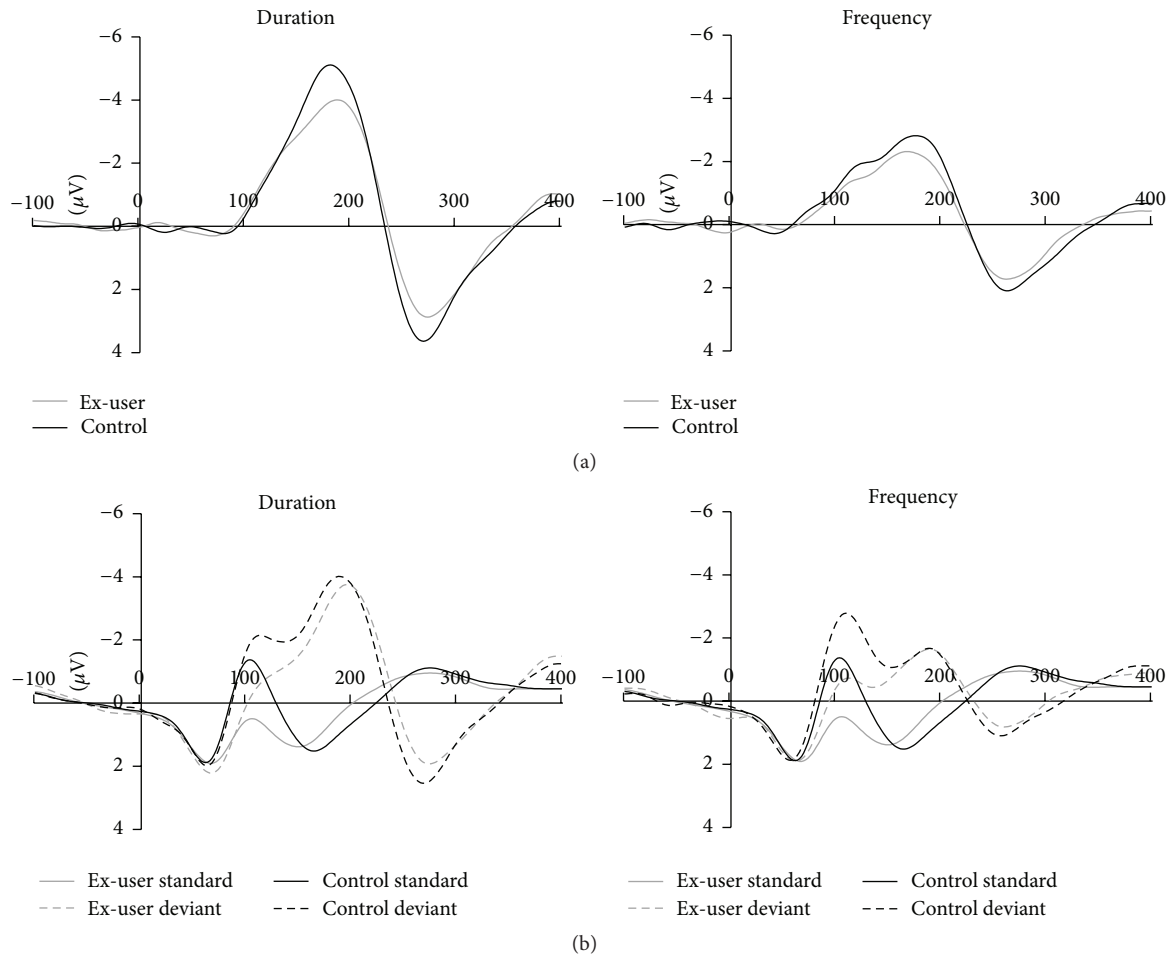 Duration
−6
−4
−2
0
2
4
(μV)
−100 0 100 200 300 400
Ex-user
Control
Frequency
−6
−4
−2
0
2
4
(μV)
−100 0 100 200 300 400
Ex-user
Control
(a)
Duration
−6
−4
−2
0
2
4
(μV)
−100 0 100 200 300 400
Ex-user standard Control standard
Ex-user deviant Control deviant
Frequency
−6
−4
−2
0
2
4
(μV)
−100 0 100 200 300 400
Ex-user standard Control standard
Ex-user deviant Control deviant
(b)